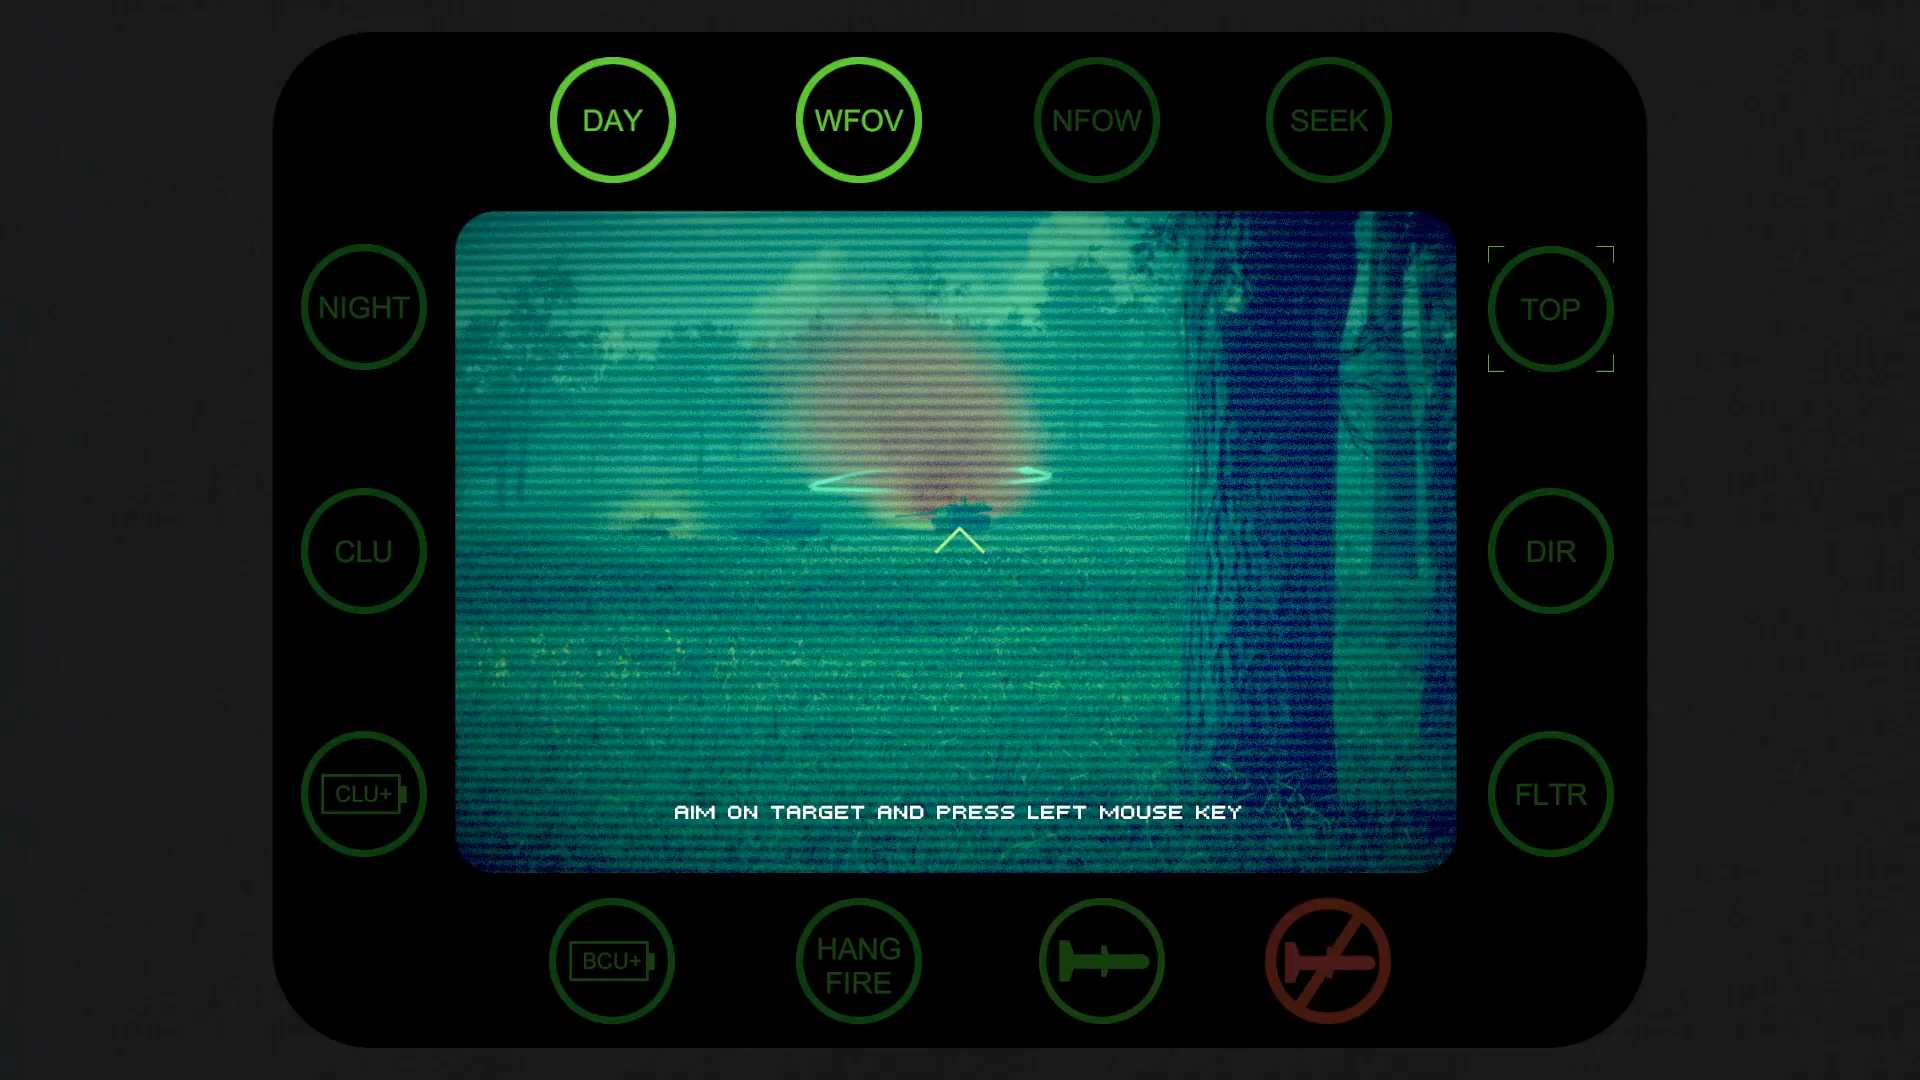 DAY
WFOV
NFOW
SEEK
NIGHT
TOP
CLU
DIR
CLU+
FLTR
AIM ON TARGET AND PRESS LEFT MOUSE KEY
BCU+
HANG
FIRE